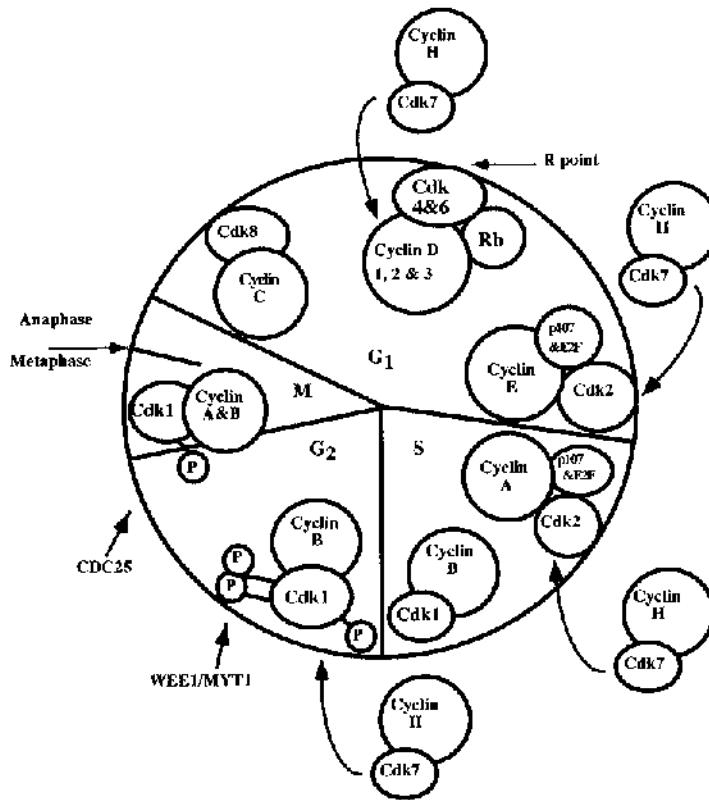 Cyclin
H
Cdk7
R point
Cdk
4&6
Rb
Cyclin D
1, 2 & 3
Cdk8
Cyclin
C
Cyclin
H
Cdk7
Anaphase
Metaphase
G1
p107
&E2F
Cyclin
E
Cdk2
M
Cdk1
Cyclin
A&B
P
G2
S
Cyclin
A
p107
&E2F
Cdk2
CDC25
Cyclin
B
P
P
Cdk1
P
Cyclin
B
Cdk1
WEE1/MYT1
Cyclin
H
Cdk7
Cyclin
H
Cdk7